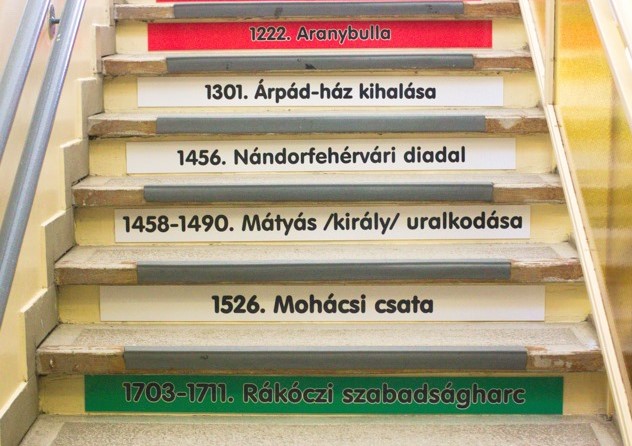 1222. Aranybulla
1301. Árpád-ház kihalása
1456. Nándorfehérvári diadal
1458-1490. Mátyás /király/ uralkodása
1526. Mohácsi csata
1703-1711. Rákóczi szabadságharc